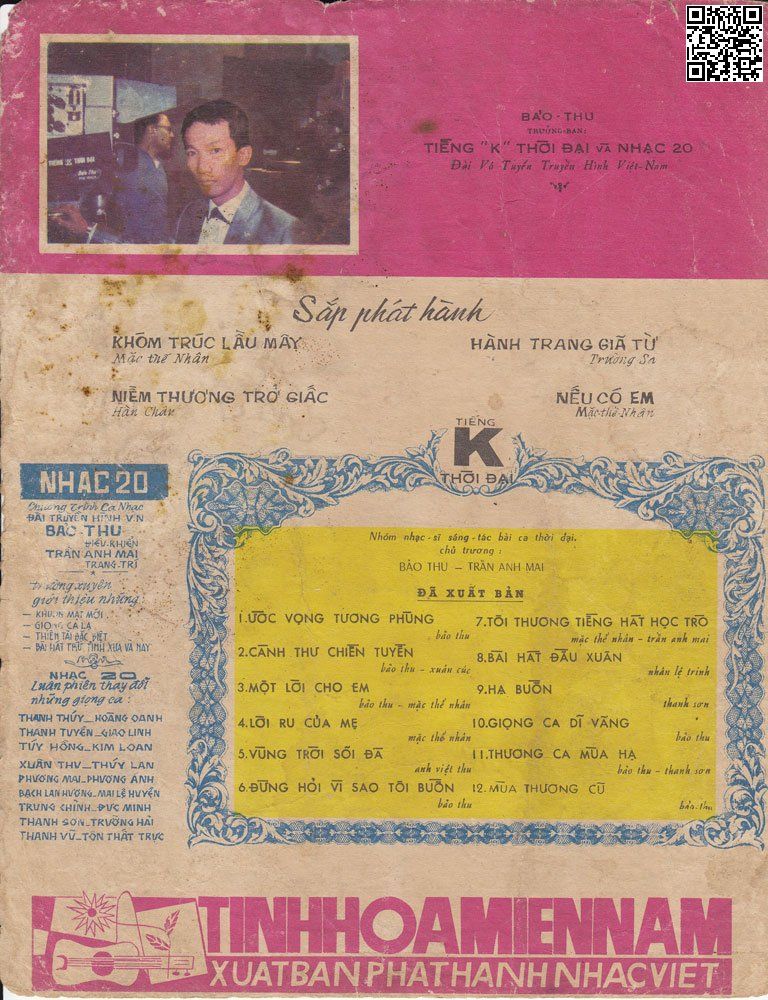 BẢO-THU
TRƯỞNG-BAN:
TIẾNG "K" THỜI ĐẠI VÀ NHẠC 20
Đài Vô Tuyến Truyền Hình Việt-Nam
TIẾNG K THỜI ĐẠI
Bảo Thu
Sắp phát hành
KHÓM TRÚC LẦU MÂY
Mặc thế Nhân
HÀNH TRANG GIÃ TỪ
Trường Sa
NIỀM THƯƠNG TRỞ GIẤC
Hàn Châu
NẾU CÓ EM
Mặc thế Nhân
TIẾNG
K
THỜI ĐẠI
NHẠC 20
Chương Trình Ca Nhạc
ĐÀI TRUYỀN HÌNH V.N
BẢO-THU
ĐIỀU-KHIỂN
TRẦN ANH MAI
TRANG-TRÍ
Thường xuyên
giới thiệu những:
- KHUÔN MẶT MỚI
- GIỌNG CA LẠ
- THIÊN TÀI ĐẶC BIỆT
- BÀI HÁT THƯ TÌNH XƯA VÀ NAY
NHẠC 20
Luân phiên thay đổi
những giọng ca:
THANH THÚY_HOÀNG OANH
THANH TUYỀN_GIAO LINH
TÚY HỒNG_KIM LOAN
XUÂN THU_THÚY LAN
PHƯƠNG MAI_PHƯƠNG ÁNH
BẠCH LAN HƯƠNG_MAI LỆ HUYỀN
TRUNG CHỈNH_ĐỨC MINH
THANH SƠN_TRƯỜNG HẢI
THANH VŨ_TÔN THẤT TRỰC
Nhóm nhạc-sĩ sáng-tác bài ca thời đại.
chủ trương:
BẢO THU - TRẦN ANH MAI
ĐÃ XUẤT BẢN
1.ƯỚC VỌNG TƯƠNG PHÙNG
bảo thu
2.CÁNH THƯ CHIẾN TUYẾN
bảo thu - xuân cúc
3.MỘT LỜI CHO EM
bảo thu - mặc thế nhân
4.LỜI RU CỦA MẸ
mặc thế nhân
5.VÙNG TRỜI SỎI ĐÁ
anh việt thu
6.ĐỪNG HỎI VÌ SAO TÔI BUỒN
bảo thu
7.TÔI THƯƠNG TIẾNG HÁT HỌC TRÒ
mặc thế nhân - trần anh mai
8.BÀI HÁT ĐẦU XUÂN
nhân lệ trinh
9.HẠ BUỒN
thanh sơn
10.GIỌNG CA DĨ VÃNG
bảo thu
11.THƯƠNG CA MÙA HẠ
bảo thu - thanh sơn
12.MÙA THƯƠNG CŨ
bảo thu
TINHHOAMIENNAM
XUATBANPHATHANHNHACVIET